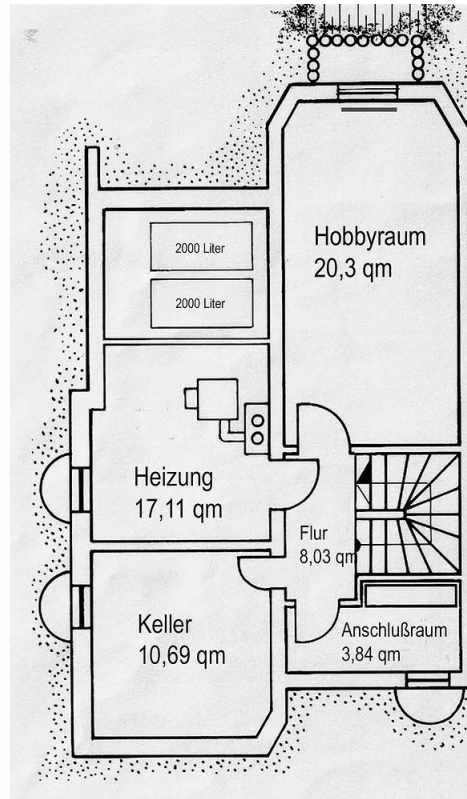 2000 Liter
2000 Liter
Hobbyraum
20,3 qm
Heizung
17,11 qm
Flur
8,03 qm
Keller
10,69 qm
Anschlußraum
3,84 qm